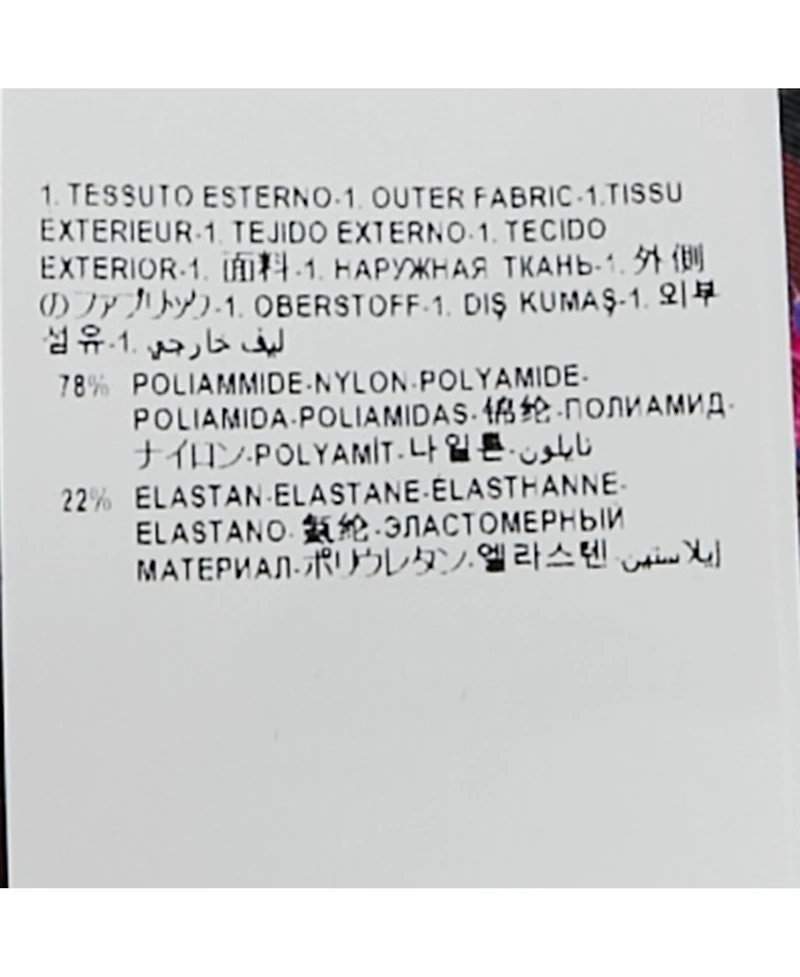 1. TESSUTO ESTERNO-1. OUTER FABRIC-1.TISSU
EXTERIEUR-1. TEJIDO EXTERNO-1. TECIDO
EXTERIOR-1. 面料-1. НАРУЖНАЯ ТКАНЬ-1. 外側
のファブリック-1. OBERSTOFF-1. DIŞ KUMAŞ-1. 외부
섬유-1. ليف خارجي
78% POLIAMMIDE-NYLON-POLYAMIDE-
POLIAMIDA-POLIAMIDAS-锦纶-ПОЛИАМИД-
ナイロン-POLYAMİT-나일론-نايلون
22% ELASTAN-ELASTANE-ÉLASTHANNE-
ELASTANO-氨纶-ЭЛАСТОМЕРНЫЙ
МАТЕРИАЛ-ポリウレタン-엘라스텐-إيلاستين